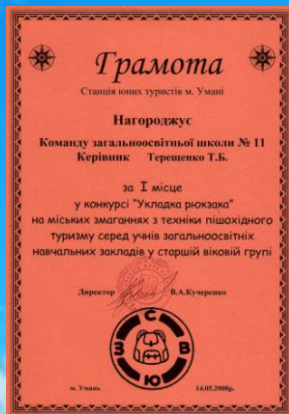 Грамота
Станція юних туристів м. Умані
Нагороджує
Команду загальноосвітньої школи № 11
Керівник Терещенко Т.Б.
за I місце
у конкурсі "Укладка рюкзака"
на міських змаганнях з техніки пішохідного
туризму серед учнів загальноосвітніх
навчальних закладів у старшій віковій групі
Директор В.А.Кучеренко
С
З В
Ю
м. Умань 14.05.2008р.